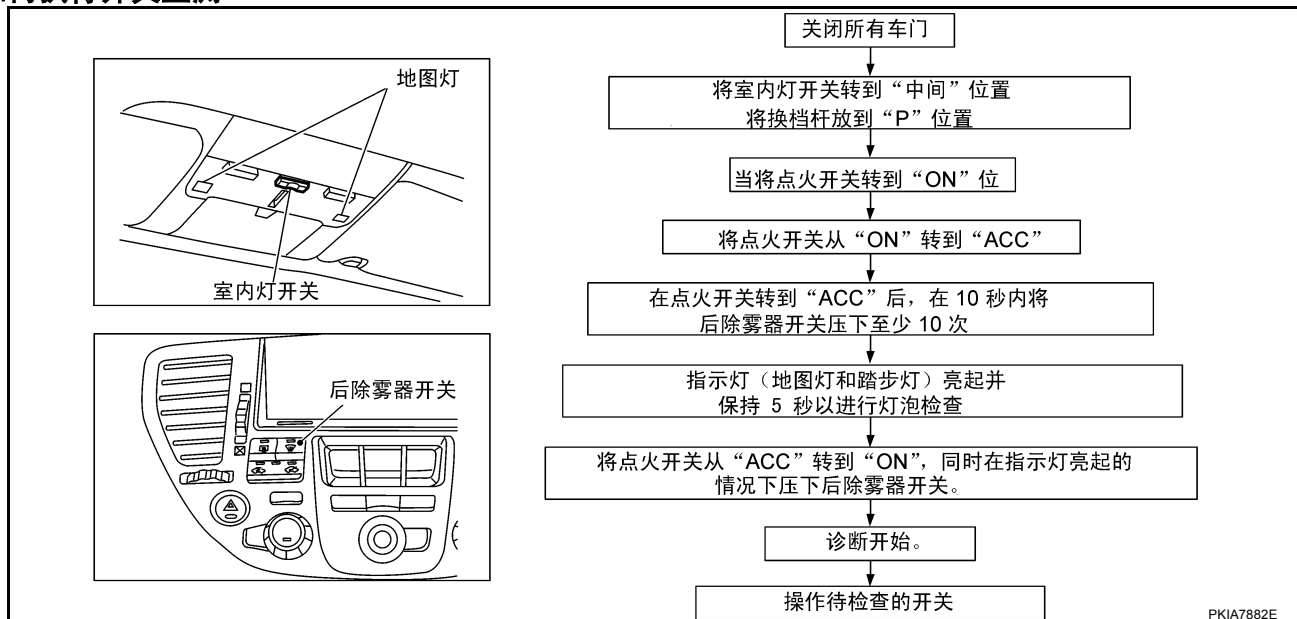 地图灯
室内灯开关
后除雾器开关
关闭所有车门
将室内灯开关转到“中间”位置
将换档杆放到“P”位置
当将点火开关转到“ON”位
将点火开关从“ON”转到“ACC”
在点火开关转到“ACC”后，在 10 秒内将
后除雾器开关压下至少 10 次
指示灯（地图灯和踏步灯）亮起并
保持 5 秒以进行灯泡检查
将点火开关从“ACC”转到“ON”，同时在指示灯亮起的
情况下压下后除雾器开关。
诊断开始。
操作待检查的开关
PKIA7882E